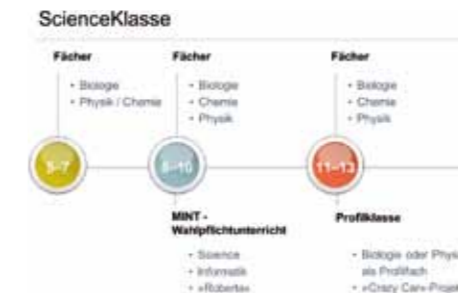 ScienceKlasse
Fächer
• Biologie
• Physik / Chemie
Fächer
• Biologie
• Chemie
• Physik
Fächer
• Biologie
• Chemie
• Physik
5–7
8–10
11–13
MINT -
Wahlpflichtunterricht
• Science
• Informatik
• »Roberta«
Profilklasse
• Biologie oder Physi
als Profilfach
• »Crazy Car«-Projek